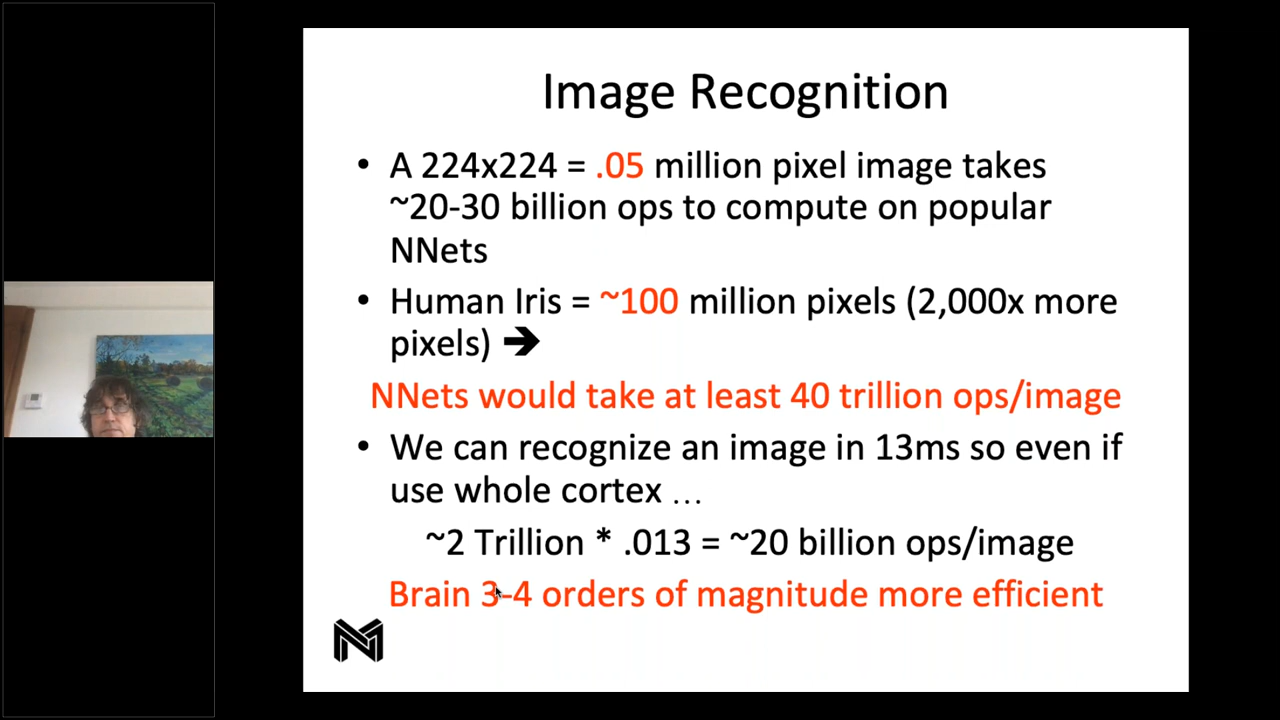 Image Recognition
• A 224x224 = .05 million pixel image takes
~20-30 billion ops to compute on popular
NNets
• Human Iris = ~100 million pixels (2,000x more
pixels) ➔
NNets would take at least 40 trillion ops/image
• We can recognize an image in 13ms so even if
use whole cortex …
~2 Trillion * .013 = ~20 billion ops/image
Brain 3-4 orders of magnitude more efficient